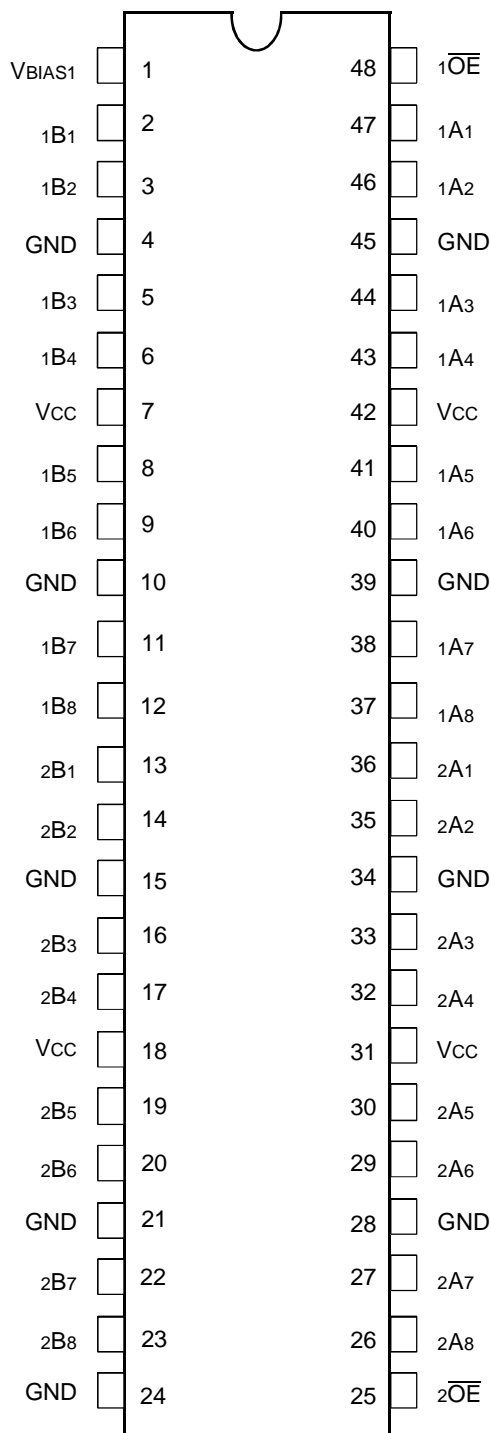 VBIAS1 1 48 1O̅E̅
1B1 2 47 1A1
1B2 3 46 1A2
GND 4 45 GND
1B3 5 44 1A3
1B4 6 43 1A4
VCC 7 42 VCC
1B5 8 41 1A5
1B6 9 40 1A6
GND 10 39 GND
1B7 11 38 1A7
1B8 12 37 1A8
2B1 13 36 2A1
2B2 14 35 2A2
GND 15 34 GND
2B3 16 33 2A3
2B4 17 32 2A4
VCC 18 31 VCC
2B5 19 30 2A5
2B6 20 29 2A6
GND 21 28 GND
2B7 22 27 2A7
2B8 23 26 2A8
GND 24 25 2O̅E̅